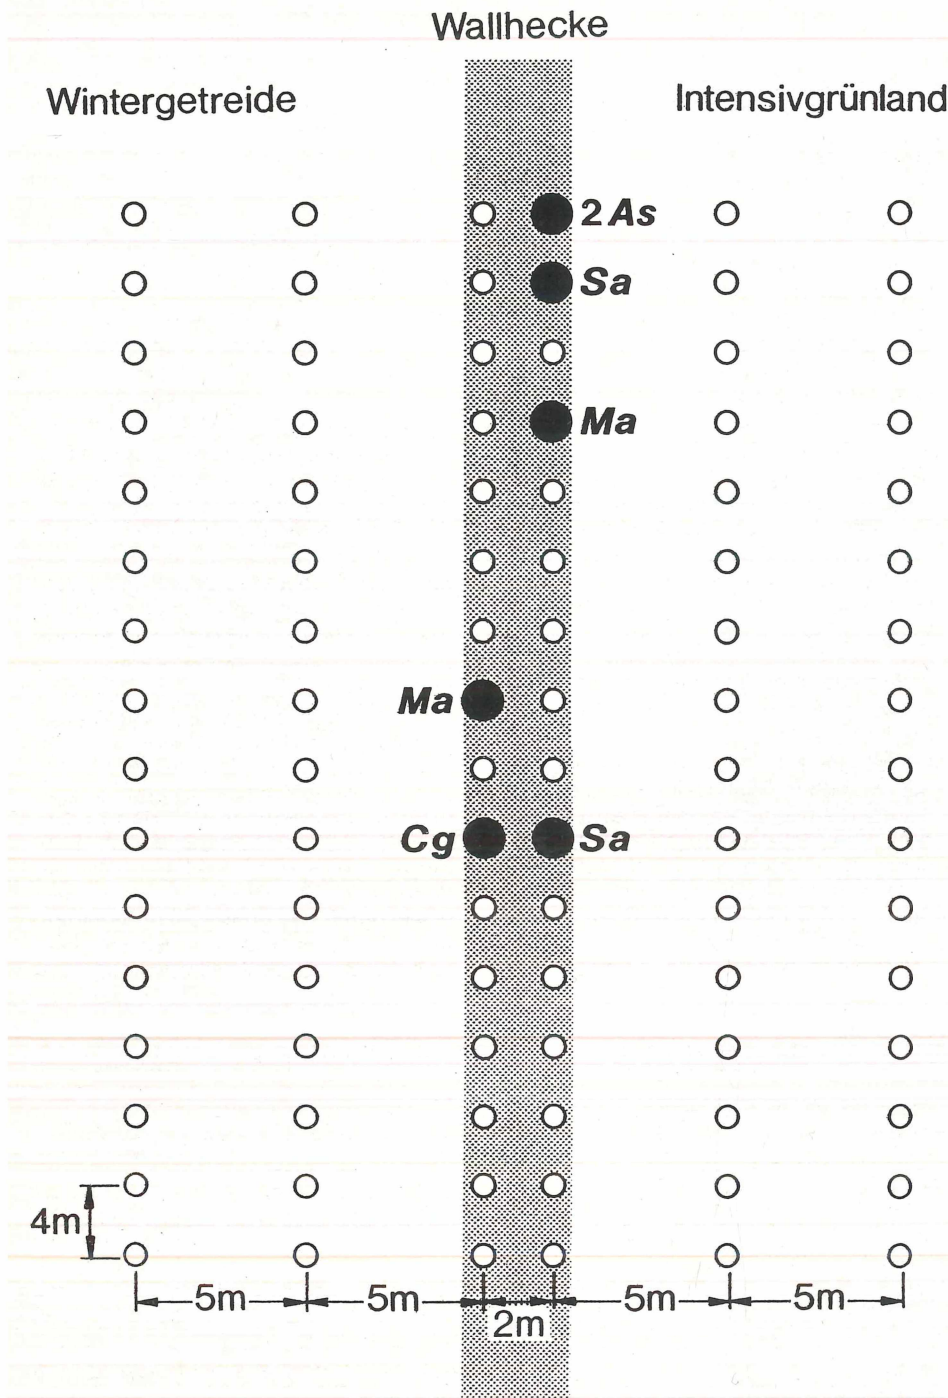 Wallhecke
Wintergetreide
Intensivgrünland
2 As
Sa
Ma
Ma
Cg
Sa
4m
5m
5m
2m
5m
5m